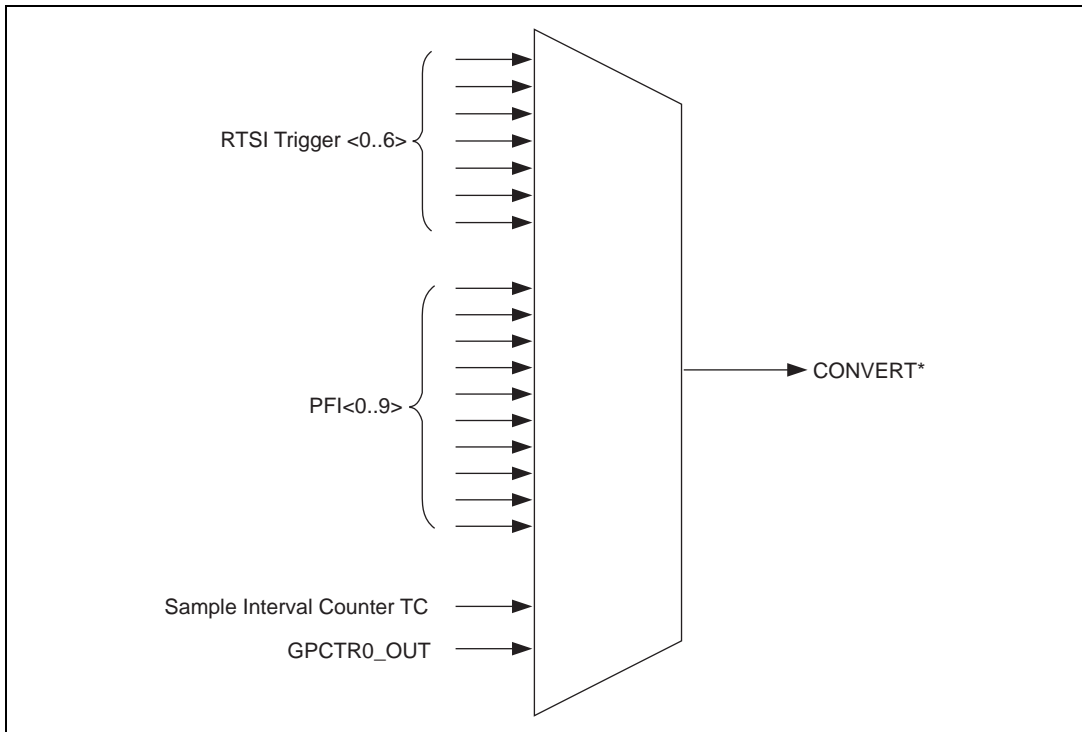 RTSI Trigger <0..6>
PFI<0..9>
CONVERT*
Sample Interval Counter TC
GPCTR0_OUT